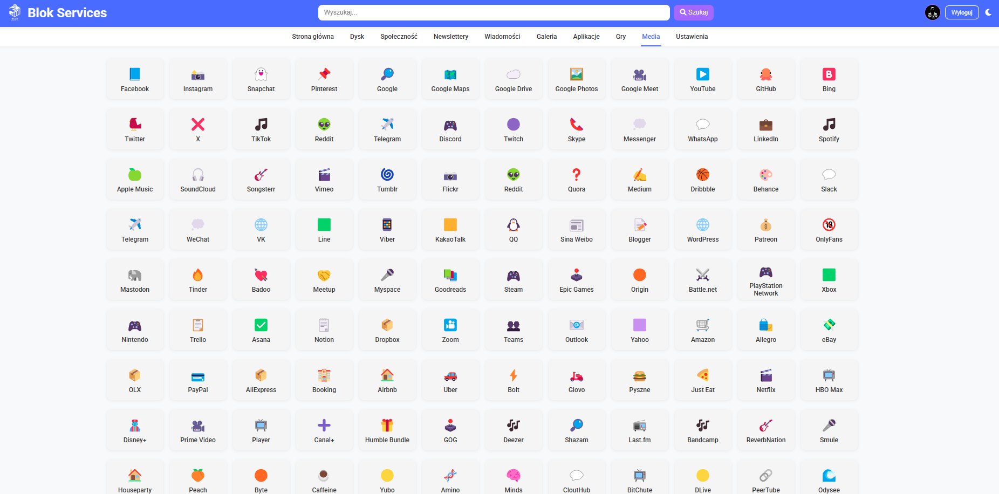 Blok Services
Wyszukaj...
Szukaj
Wyloguj
BLOK
Strona główna Dysk Społeczność Newslettery Wiadomości Galeria Aplikacje Gry Media Ustawienia
Facebook Instagram Snapchat Pinterest Google Google Maps Google Drive Google Photos Google Meet YouTube GitHub Bing
Twitter X TikTok Reddit Telegram Discord Twitch Skype Messenger WhatsApp LinkedIn Spotify
Apple Music SoundCloud Songsterr Vimeo Tumblr Flickr Reddit Quora Medium Dribbble Behance Slack
Telegram WeChat VK Line Viber KakaoTalk QQ Sina Weibo Blogger WordPress Patreon OnlyFans
Mastodon Tinder Badoo Meetup Myspace Goodreads Steam Epic Games Origin Battle.net PlayStation Network Xbox
Nintendo Trello Asana Notion Dropbox Zoom Teams Outlook Yahoo Amazon Allegro eBay
OLX PayPal AliExpress Booking Airbnb Uber Bolt Glovo Pyszne Just Eat Netflix HBO Max
Disney+ Prime Video Player Canal+ Humble Bundle GOG Deezer Shazam Last.fm Bandcamp ReverbNation Smule
Houseparty Peach Byte Caffeine Yubo Amino Minds CloutHub BitChute DLive PeerTube Odysee